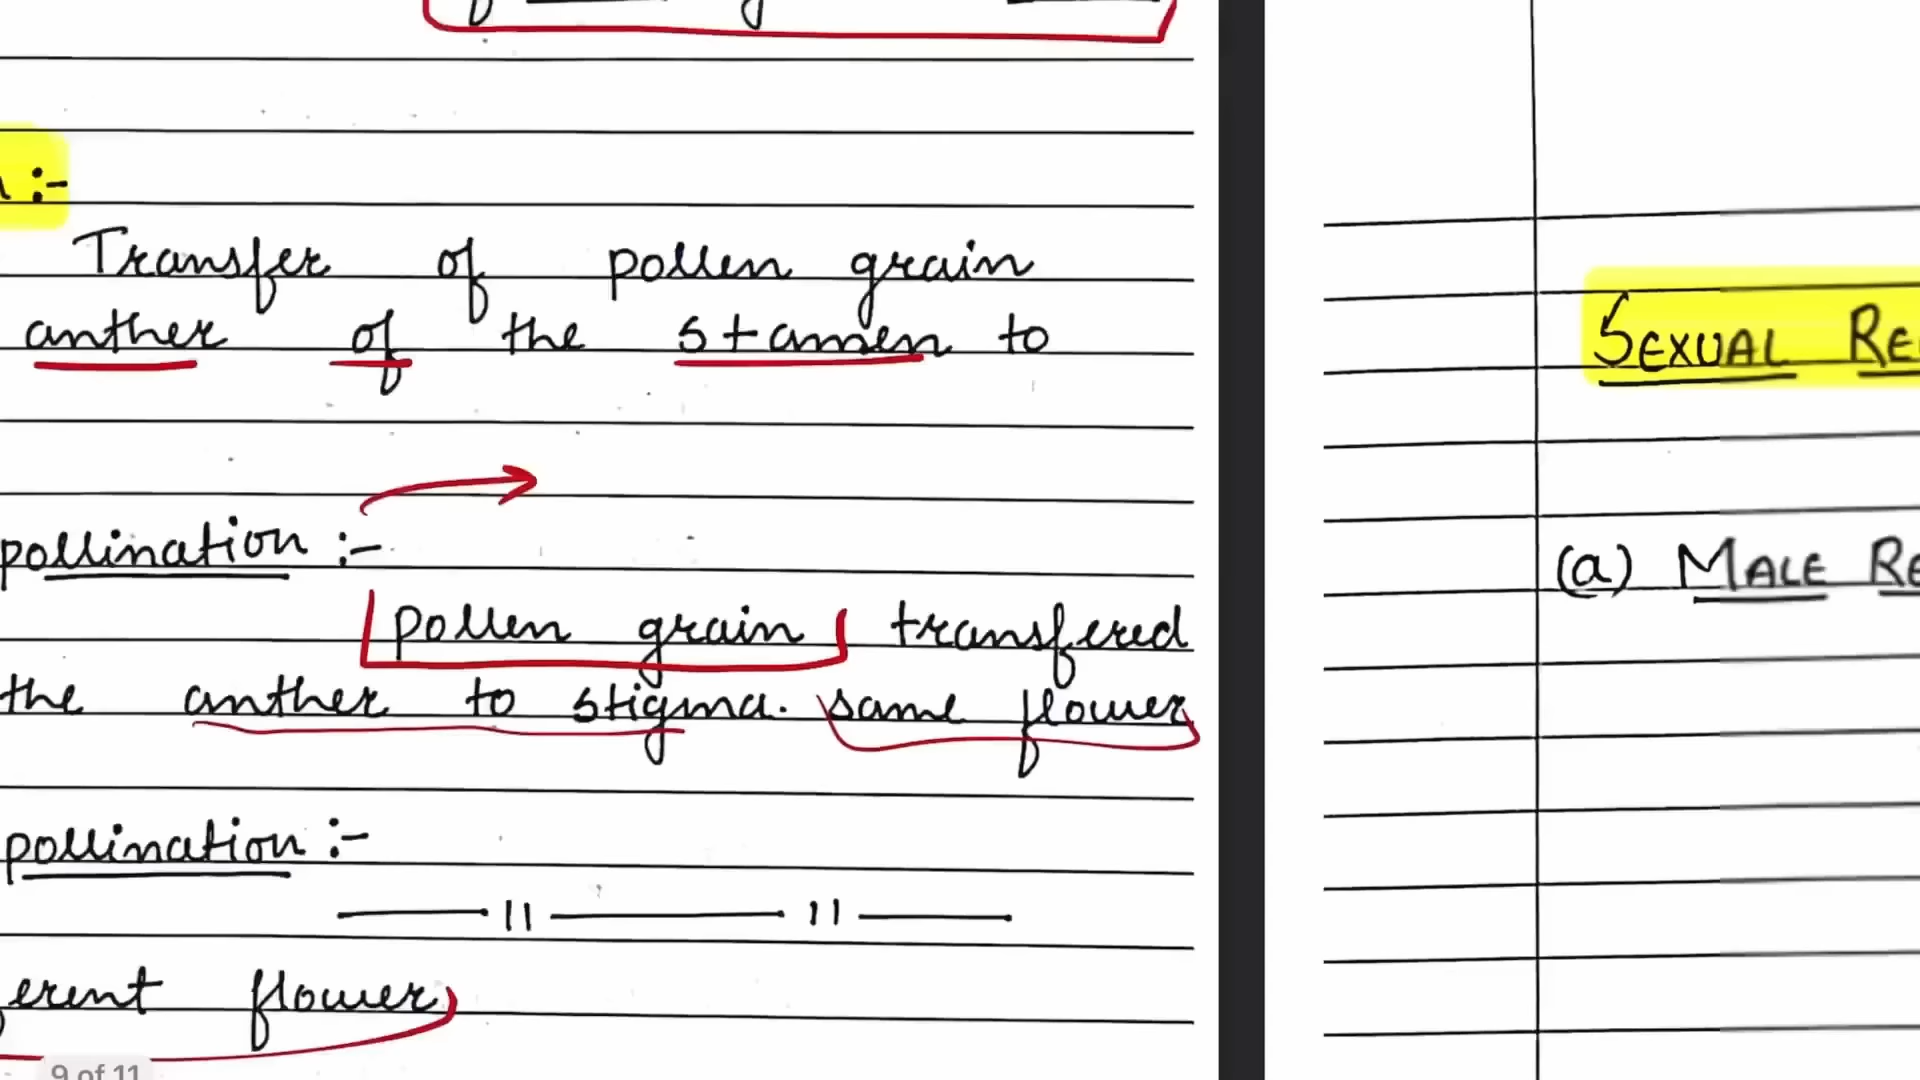 :-
Transfer of pollen grain
anther of the stamen to
pollination :-
pollen grain transfered
the anther to stigma. same flower
pollination :-
—— 11 ———— 11 ——
erent flower
9 of 11
SEXUAL RE
(a) MALE RE